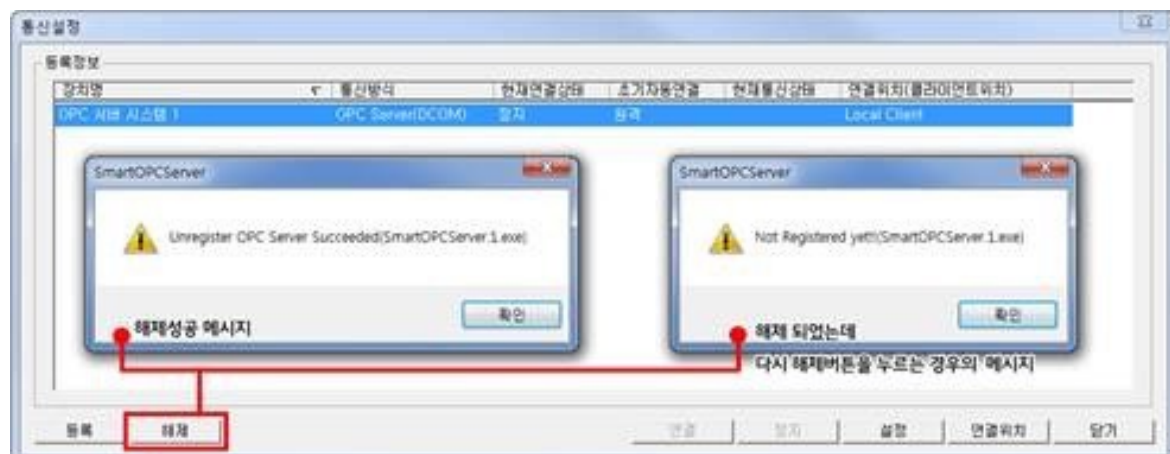 통신설정
등록정보
장치명 통신방식 현재연결상태 초기자동연결 현재통신상태 연결위치(클라이언트위치)
OPC 서버 시스템 1 OPC Server(DCOM) 정지 원격 Local Client
SmartOPCServer
Unregister OPC Server Succeeded(SmartOPCServer.1.exe)
확인
해제성공 메시지
SmartOPCServer
Not Registered yet!!(SmartOPCServer.1.exe)
확인
해제 되었는데
다시 해제버튼을 누르는 경우의 메시지
등록 해제 연결 정지 설정 연결위치 닫기